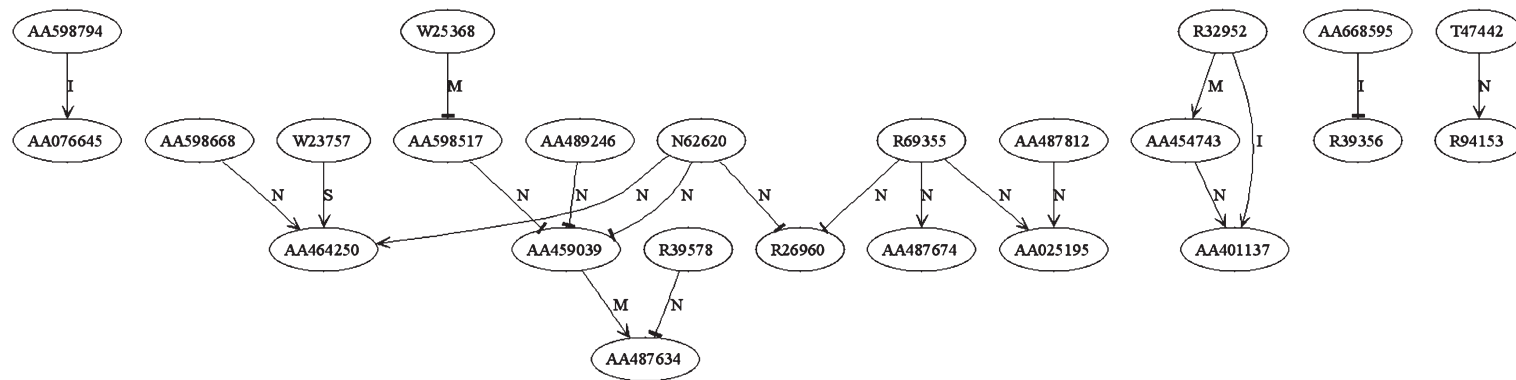 AA598794 W25368 R32952 AA668595 T47442
I M M I N
AA076645 AA598668 W23757 AA598517 AA489246 N62620 R69355 AA487812 AA454743 I R39356 R94153
N S N N N N N N N N N N
AA464250 AA459039 R39578 R26960 AA487674 AA025195 AA401137
M N
AA487634